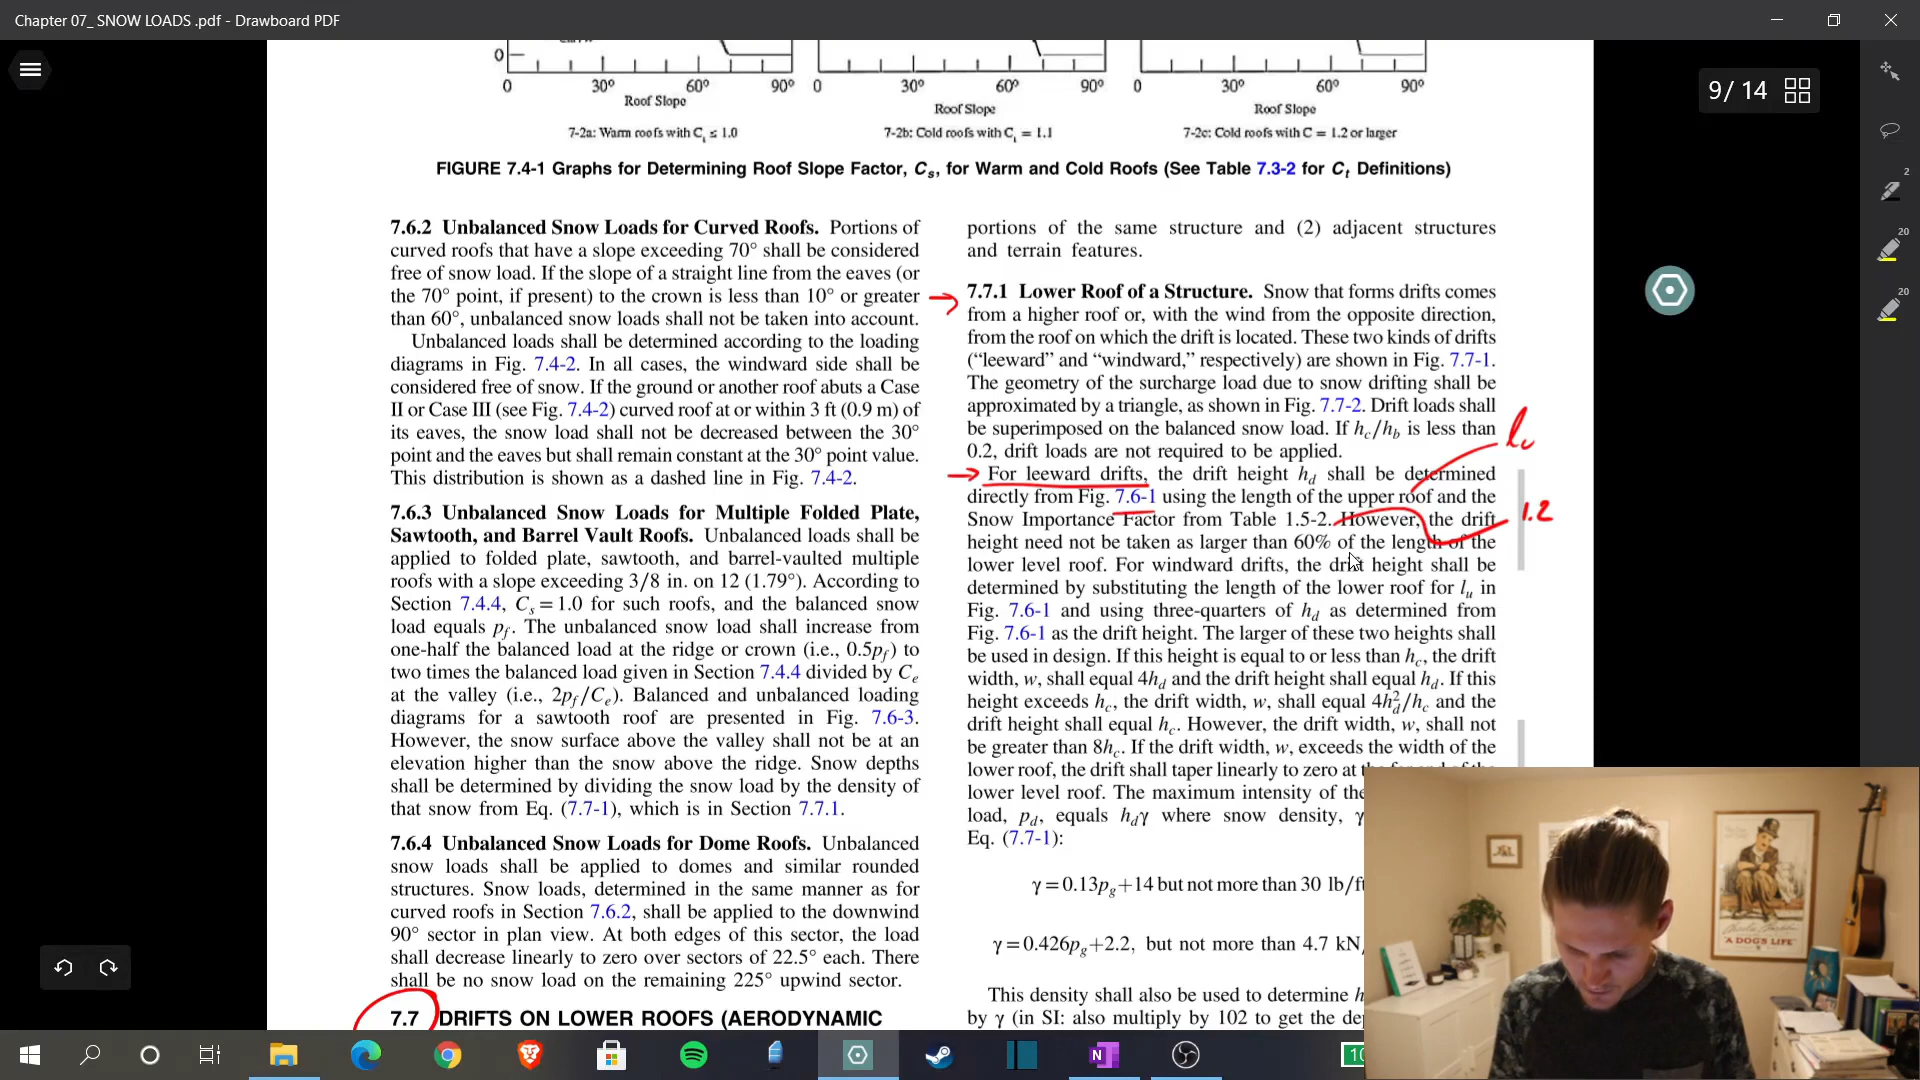 Chapter 07_ SNOW LOADS .pdf - Drawboard PDF
9/ 14
2
20
20
0
0 30° 60° 90°
0 30° 60° 90°
0 30° 60° 90°
Roof Slope
Roof Slope
Roof Slope
7-2a: Warm roofs with Ct ≤ 1.0
7-2b: Cold roofs with Ct = 1.1
7-2c: Cold roofs with C = 1.2 or larger
FIGURE 7.4-1 Graphs for Determining Roof Slope Factor, Cs, for Warm and Cold Roofs (See Table 7.3-2 for Ct Definitions)
7.6.2 Unbalanced Snow Loads for Curved Roofs. Portions of
curved roofs that have a slope exceeding 70° shall be considered
free of snow load. If the slope of a straight line from the eaves (or
the 70° point, if present) to the crown is less than 10° or greater
than 60°, unbalanced snow loads shall not be taken into account.
Unbalanced loads shall be determined according to the loading
diagrams in Fig. 7.4-2. In all cases, the windward side shall be
considered free of snow. If the ground or another roof abuts a Case
II or Case III (see Fig. 7.4-2) curved roof at or within 3 ft (0.9 m) of
its eaves, the snow load shall not be decreased between the 30°
point and the eaves but shall remain constant at the 30° point value.
This distribution is shown as a dashed line in Fig. 7.4-2.
7.6.3 Unbalanced Snow Loads for Multiple Folded Plate,
Sawtooth, and Barrel Vault Roofs. Unbalanced loads shall be
applied to folded plate, sawtooth, and barrel-vaulted multiple
roofs with a slope exceeding 3/8 in. on 12 (1.79°). According to
Section 7.4.4, Cs = 1.0 for such roofs, and the balanced snow
load equals pf. The unbalanced snow load shall increase from
one-half the balanced load at the ridge or crown (i.e., 0.5pf) to
two times the balanced load given in Section 7.4.4 divided by Ce
at the valley (i.e., 2pf/Ce). Balanced and unbalanced loading
diagrams for a sawtooth roof are presented in Fig. 7.6-3.
However, the snow surface above the valley shall not be at an
elevation higher than the snow above the ridge. Snow depths
shall be determined by dividing the snow load by the density of
that snow from Eq. (7.7-1), which is in Section 7.7.1.
7.6.4 Unbalanced Snow Loads for Dome Roofs. Unbalanced
snow loads shall be applied to domes and similar rounded
structures. Snow loads, determined in the same manner as for
curved roofs in Section 7.6.2, shall be applied to the downwind
90° sector in plan view. At both edges of this sector, the load
shall decrease linearly to zero over sectors of 22.5° each. There
shall be no snow load on the remaining 225° upwind sector.
7.7 DRIFTS ON LOWER ROOFS (AERODYNAMIC
portions of the same structure and (2) adjacent structures
and terrain features.
7.7.1 Lower Roof of a Structure. Snow that forms drifts comes
from a higher roof or, with the wind from the opposite direction,
from the roof on which the drift is located. These two kinds of drifts
(“leeward” and “windward,” respectively) are shown in Fig. 7.7-1.
The geometry of the surcharge load due to snow drifting shall be
approximated by a triangle, as shown in Fig. 7.7-2. Drift loads shall
be superimposed on the balanced snow load. If hc/hb is less than
0.2, drift loads are not required to be applied.
For leeward drifts, the drift height hd shall be determined
directly from Fig. 7.6-1 using the length of the upper roof and the
Snow Importance Factor from Table 1.5-2. However, the drift
height need not be taken as larger than 60% of the length of the
lower level roof. For windward drifts, the drift height shall be
determined by substituting the length of the lower roof for lu in
Fig. 7.6-1 and using three-quarters of hd as determined from
Fig. 7.6-1 as the drift height. The larger of these two heights shall
be used in design. If this height is equal to or less than hc, the drift
width, w, shall equal 4hd and the drift height shall equal hd. If this
height exceeds hc, the drift width, w, shall equal 4hd²/hc and the
drift height shall equal hc. However, the drift width, w, shall not
be greater than 8hc. If the drift width, w, exceeds the width of the
lower roof, the drift shall taper linearly to zero at
lower level roof. The maximum intensity of the
load, pd, equals hdγ where snow density, γ
Eq. (7.7-1):
γ = 0.13pg + 14 but not more than 30 lb/ft
γ = 0.426pg + 2.2, but not more than 4.7 kN/
This density shall also be used to determine h
by γ (in SI: also multiply by 102 to get the de
lu
1.2
A DOG'S LIFE
N